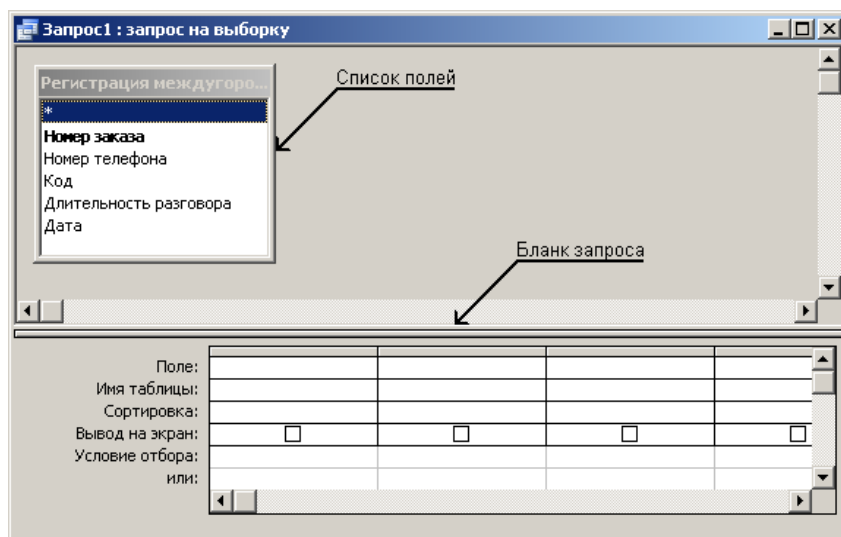 Запрос1 : запрос на выборку
Регистрация междугоро...
Список полей
*
Номер заказа
Номер телефона
Код
Длительность разговора
Дата
Бланк запроса
Поле:
Имя таблицы:
Сортировка:
Вывод на экран:
Условие отбора:
или: